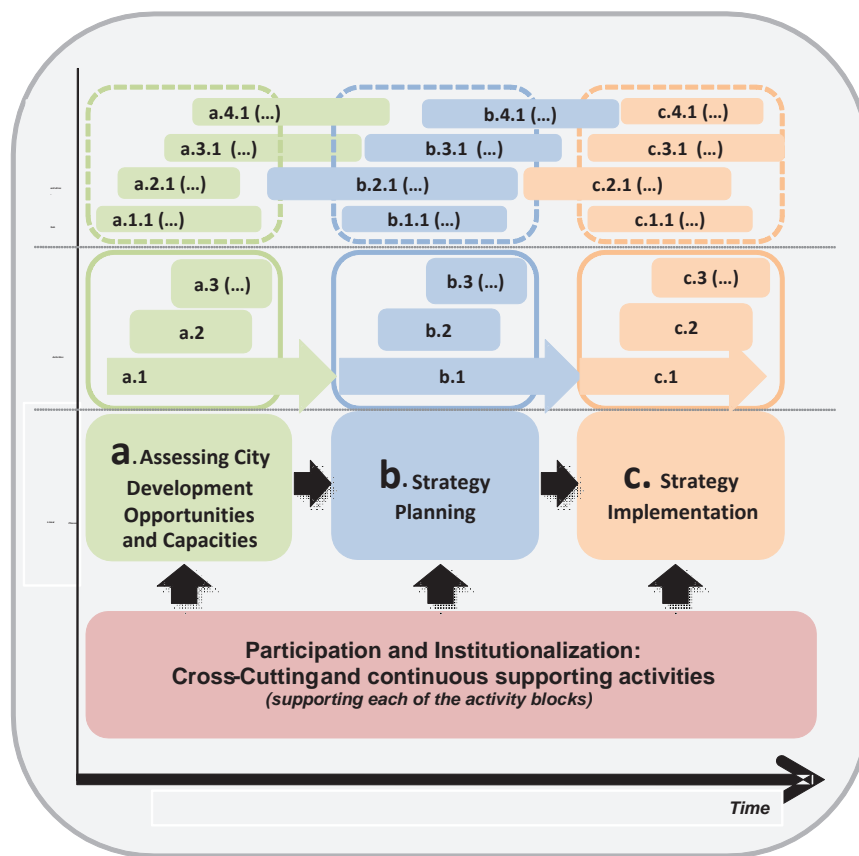 a.4.1 (...)
b.4.1 (...)
c.4.1 (...)
a.3.1 (...)
b.3.1 (...)
c.3.1 (...)
a.2.1 (...)
b.2.1 (...)
c.2.1 (...)
a.1.1 (...)
b.1.1 (...)
c.1.1 (...)
a.3 (...)
b.3 (...)
c.3 (...)
a.2
b.2
c.2
a.1
b.1
c.1
a. Assessing City
Development
Opportunities
and Capacities
b. Strategy
Planning
c. Strategy
Implementation
Participation and Institutionalization:
Cross-Cuttingand continuous supporting activities
(supporting each of the activity blocks)
Time